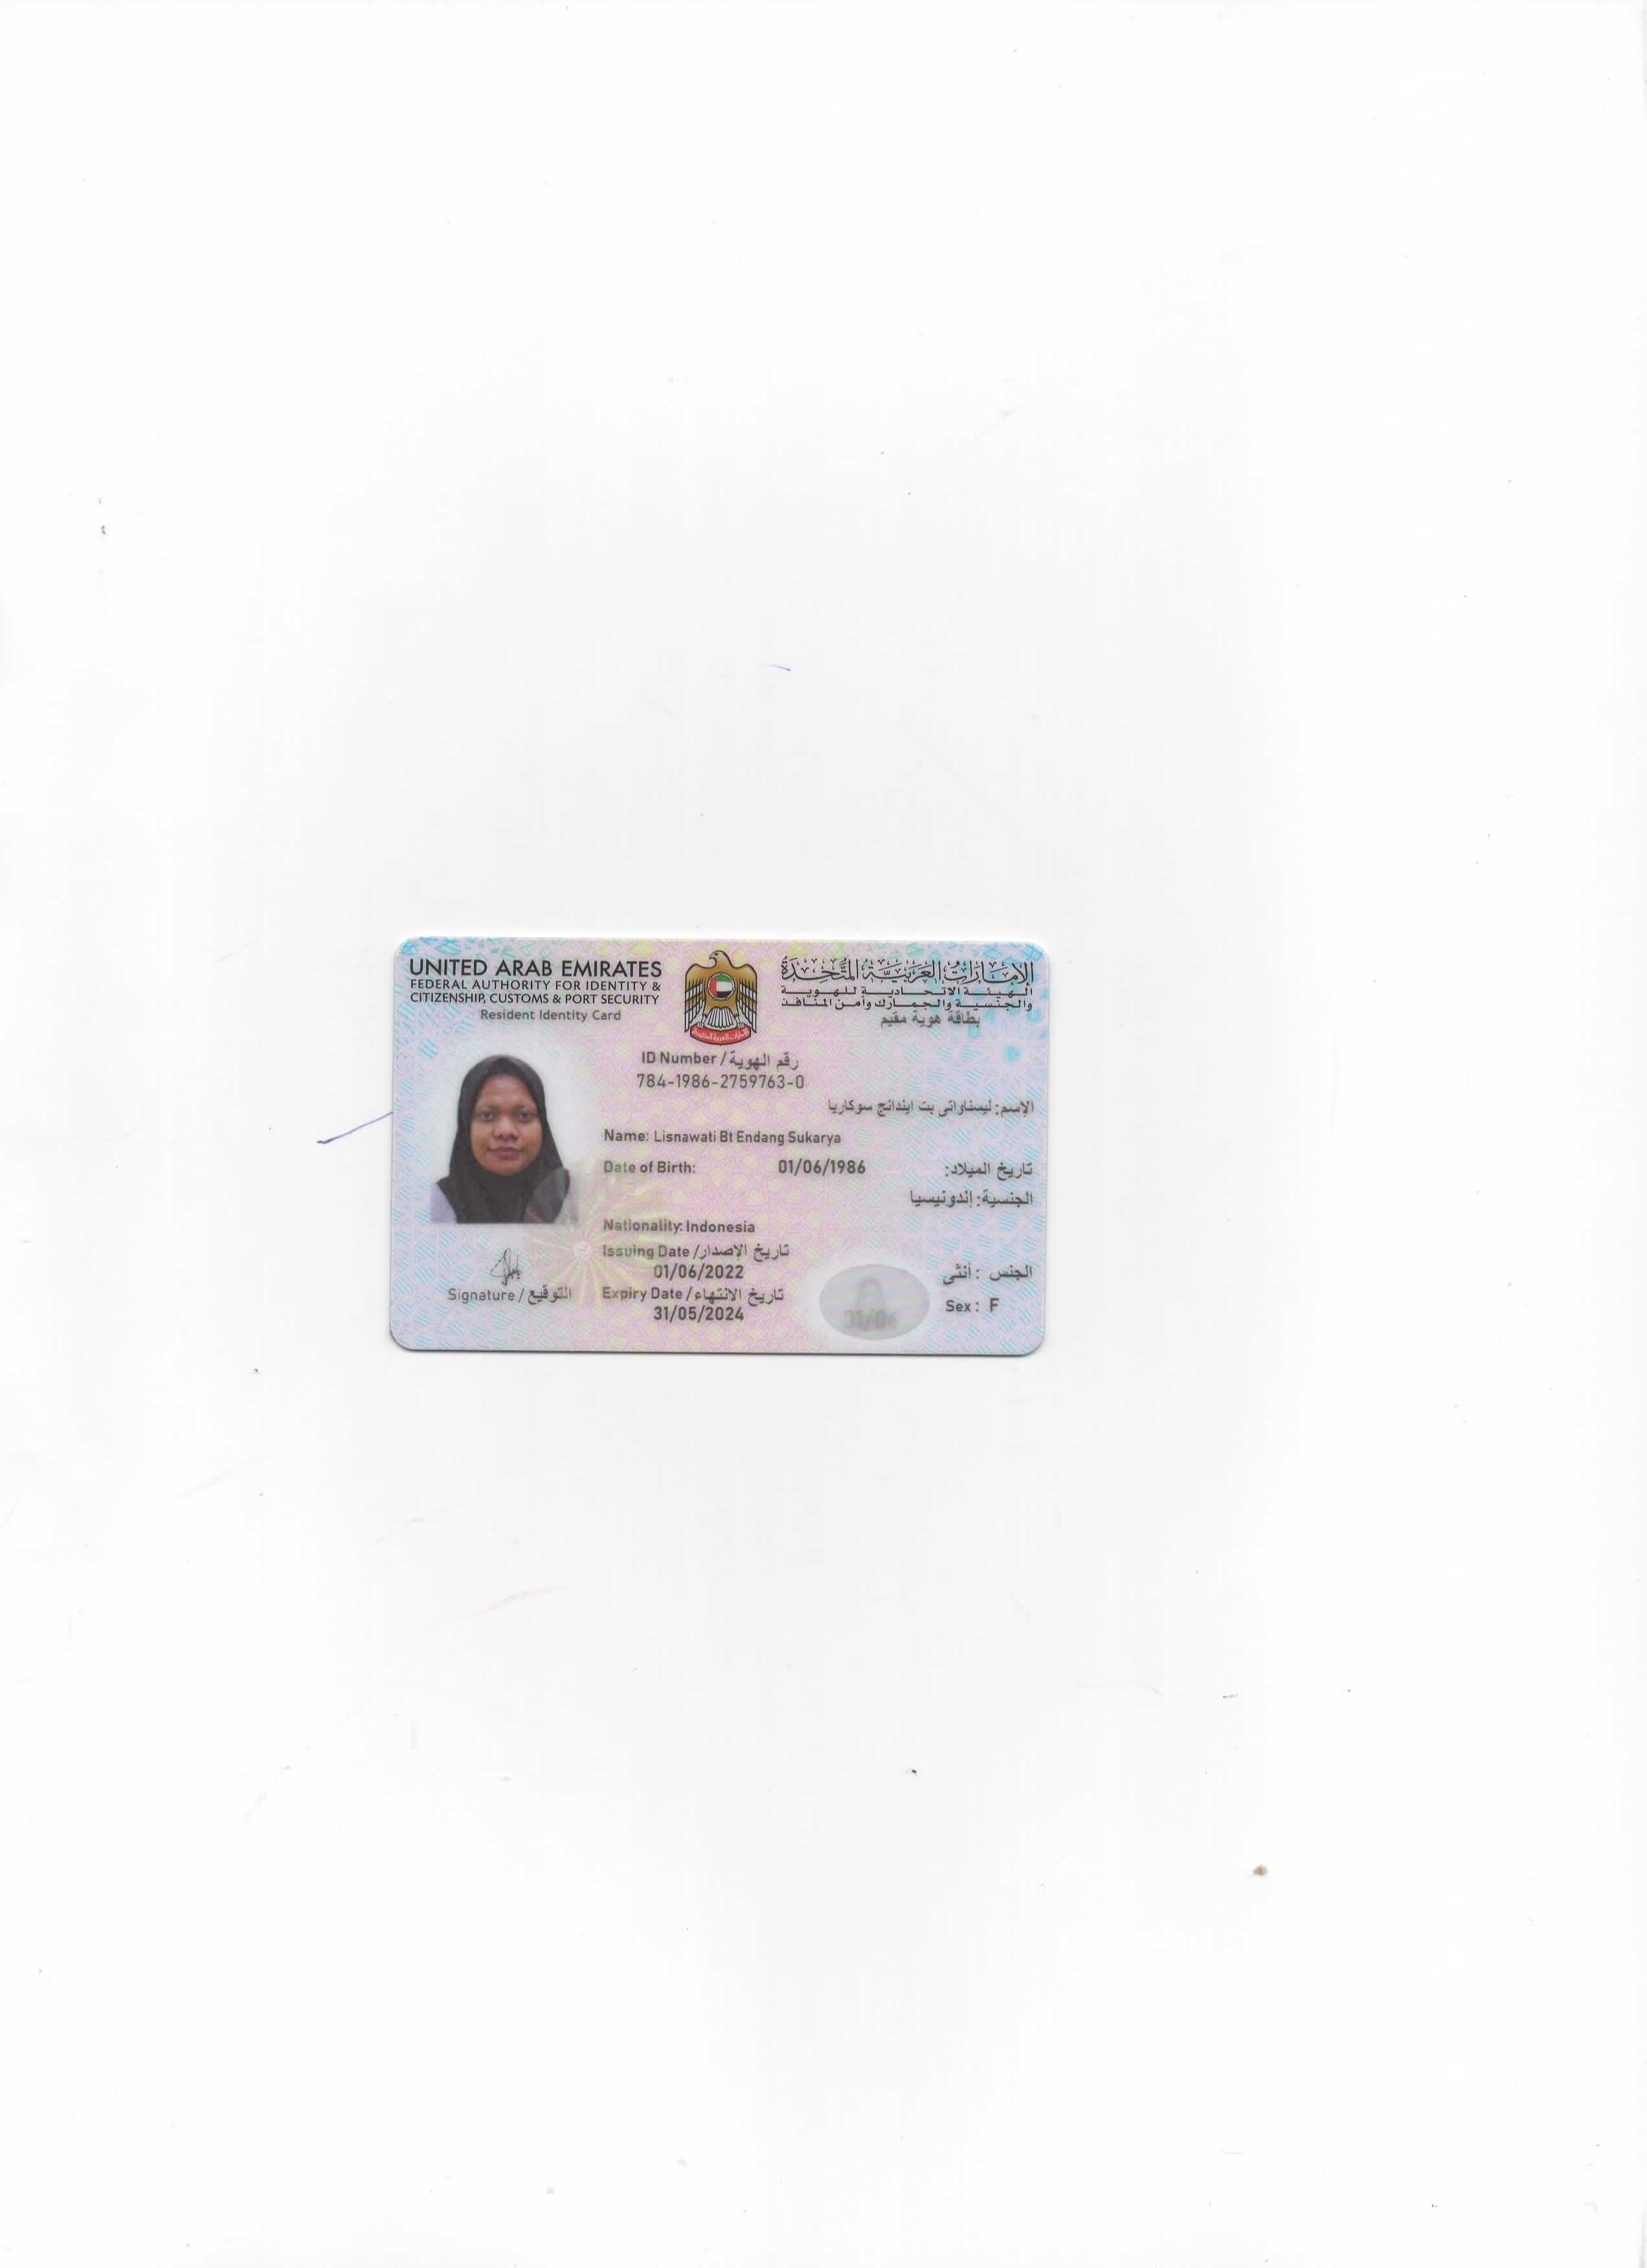 UNITED ARAB EMIRATES
FEDERAL AUTHORITY FOR IDENTITY &
CITIZENSHIP, CUSTOMS & PORT SECURITY
Resident Identity Card
الإمارات العربية المتحدة
الهيئة الاتحادية للهوية
والجنسية والجمارك وأمن المنافذ
بطاقة هوية مقيم
ID Number / رقم الهوية
784-1986-2759763-0
الإسم: ليسناواتى بت ايندانج سوكاريا
Name: Lisnawati Bt Endang Sukarya
Date of Birth: 01/06/1986 تاريخ الميلاد:
الجنسية: إندونيسيا
Nationality: Indonesia
Issuing Date / تاريخ الاصدار
01/06/2022
Expiry Date / تاريخ الانتهاء
31/05/2024
Signature / التوقيع
الجنس : أنثى
Sex: F